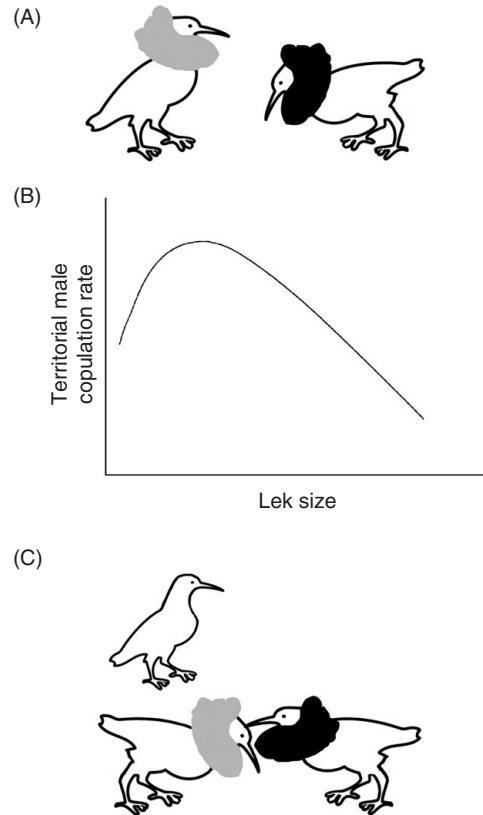 (A)
(B)
Territorial male
copulation rate
Lek size
(C)